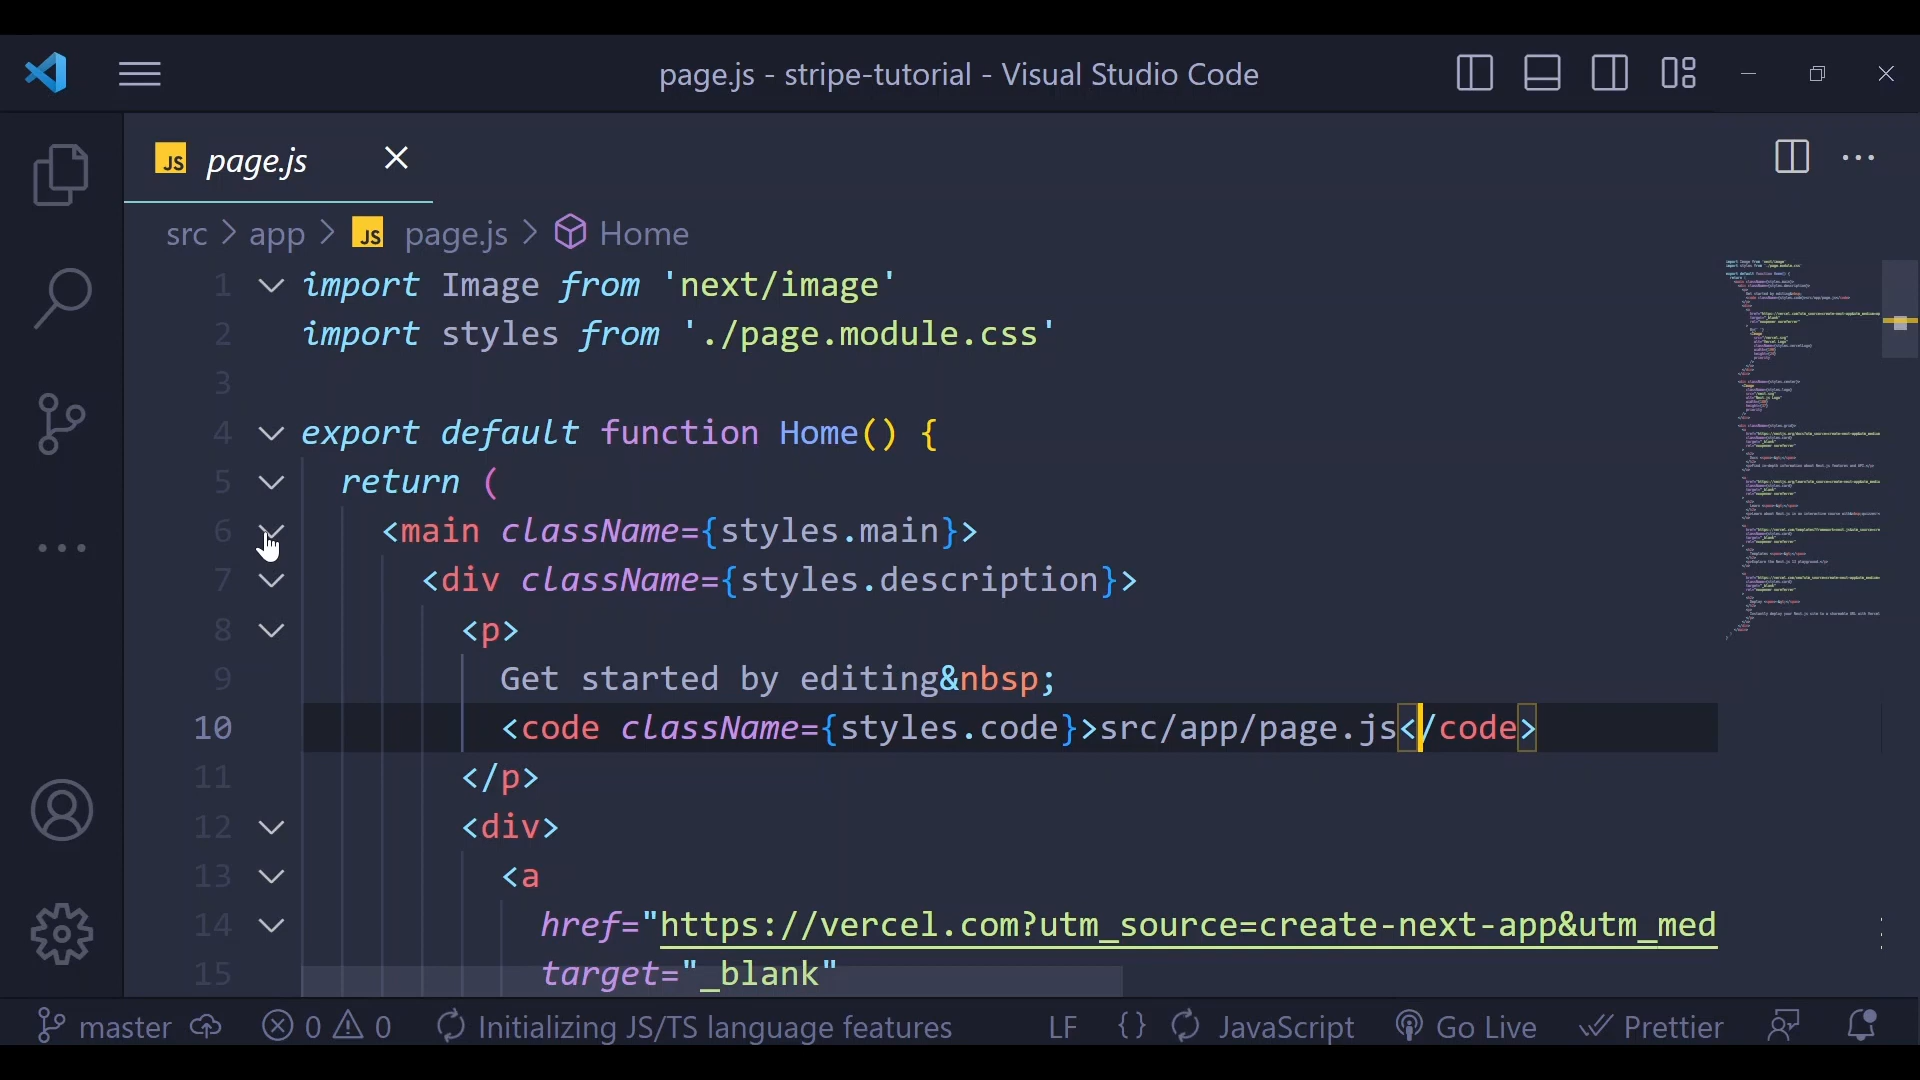 page.js - stripe-tutorial - Visual Studio Code
JS page.js
src > app > JS page.js > Home
1 import Image from 'next/image'
2 import styles from './page.module.css'
3
4 export default function Home() {
5 return (
6 <main className={styles.main}>
7 <div className={styles.description}>
8 <p>
9 Get started by editing&nbsp;
10 <code className={styles.code}>src/app/page.js</code>
11 </p>
12 <div>
13 <a
14 href="https://vercel.com?utm_source=create-next-app&utm_med
15 target="_blank"
master 0 0 Initializing JS/TS language features LF {} JavaScript Go Live Prettier